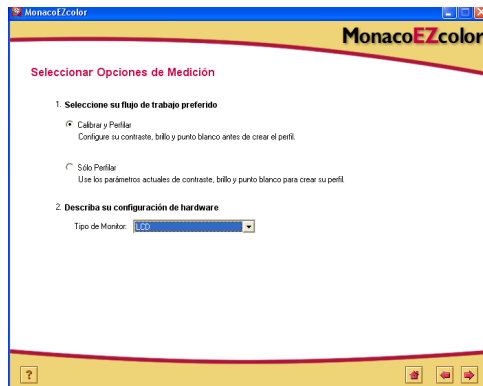 MonacoEZcolor
MonacoEZcolor
Seleccionar Opciones de Medición
1. Seleccione su flujo de trabajo preferido
Calibrar y Perfilar
Configure su contraste, brillo y punto blanco antes de crear el perfil.
Sólo Perfilar
Use los parámetros actuales de contraste, brillo y punto blanco para crear su perfil.
2. Describa su configuración de hardware
Tipo de Monitor: LCD
?